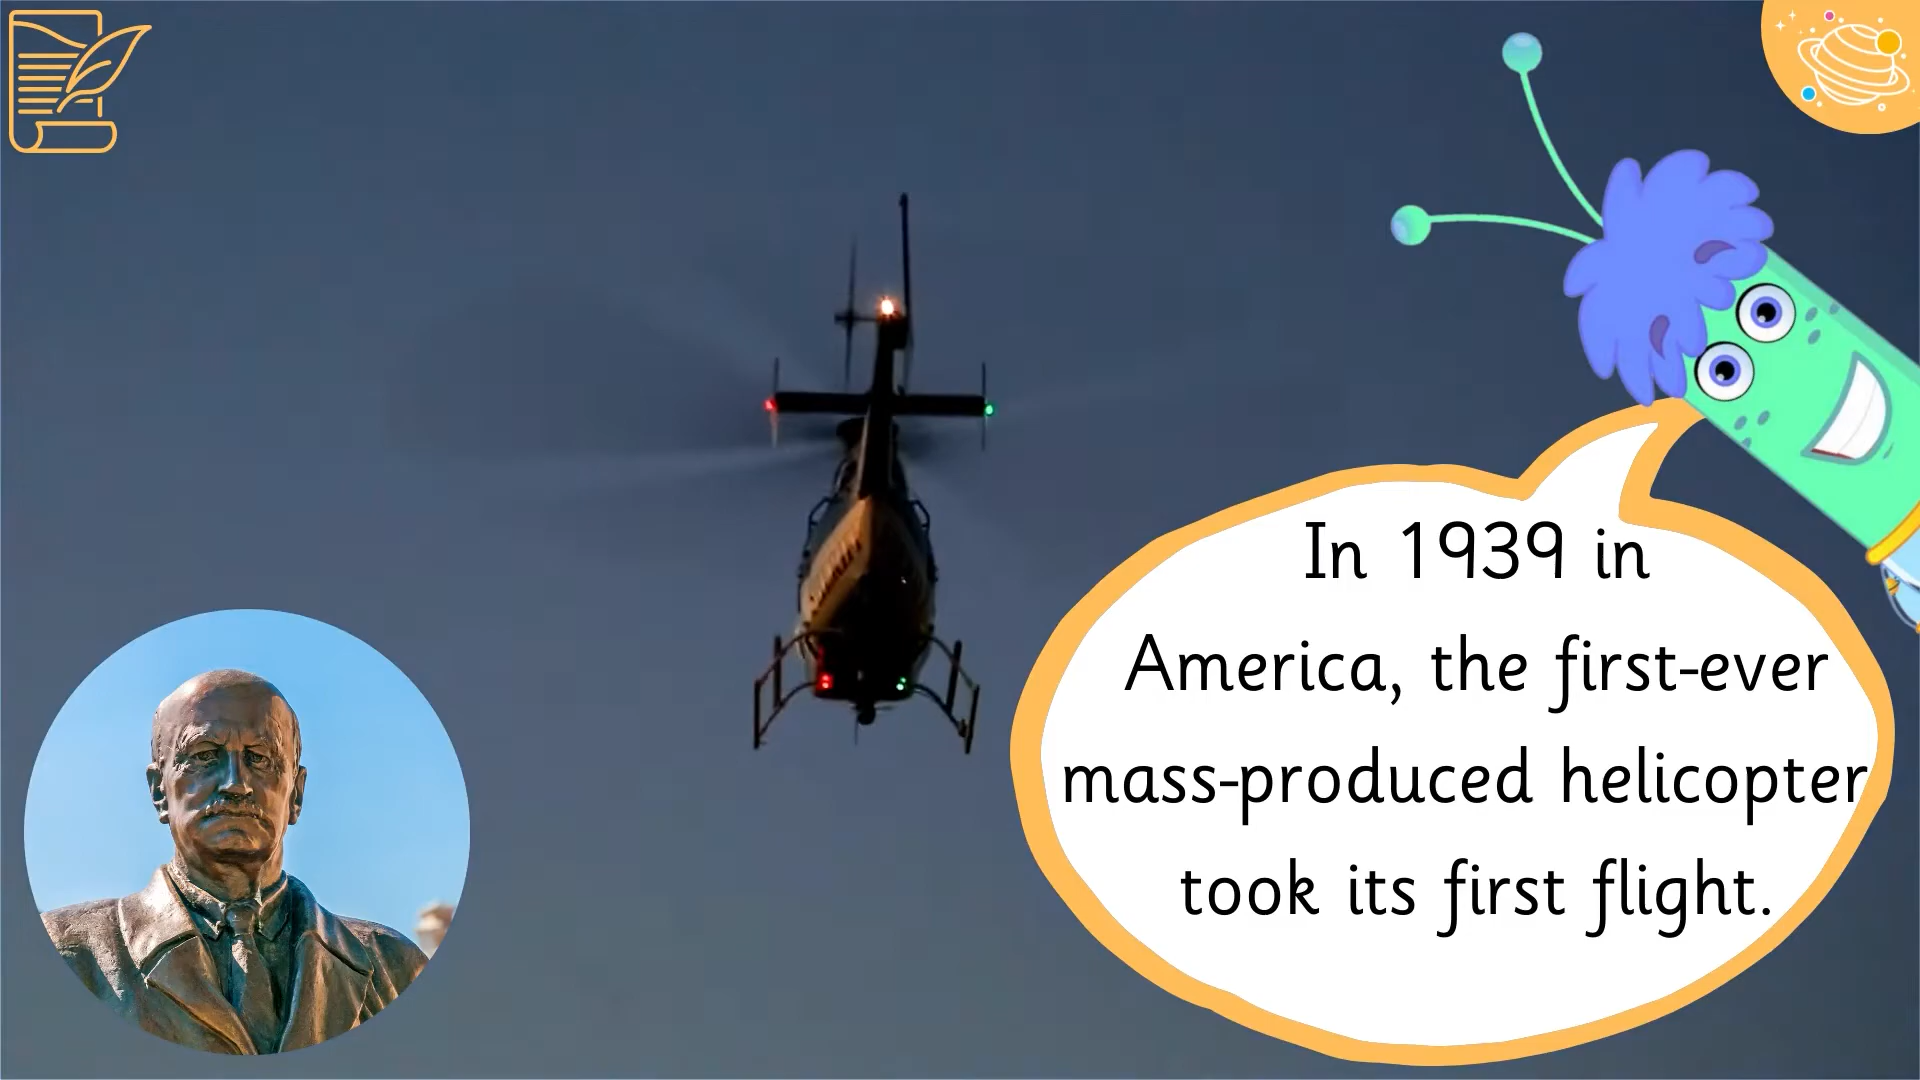 In 1939 in
America, the first-ever
mass-produced helicopter
took its first flight.